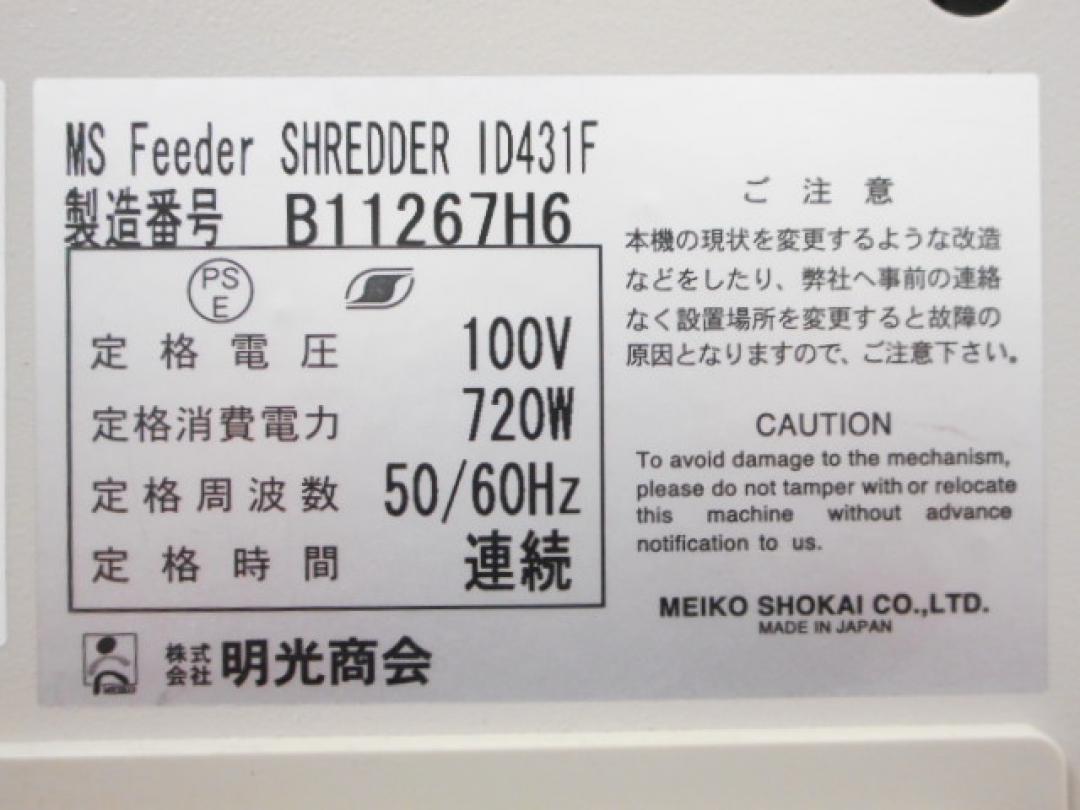 MS Feeder SHREDDER ID431F
製造番号 B11267H6
PS
E
定格電圧 100V
定格消費電力 720W
定格周波数 50/60Hz
定格時間 連続
株式
会社 明光商会
ご注意
本機の現状を変更するような改造
などをしたり、弊社へ事前の連絡
なく設置場所を変更すると故障の
原因となりますので、ご注意下さい。
CAUTION
To avoid damage to the mechanism,
please do not tamper with or relocate
this machine without advance
notification to us.
MEIKO SHOKAI CO.,LTD.
MADE IN JAPAN